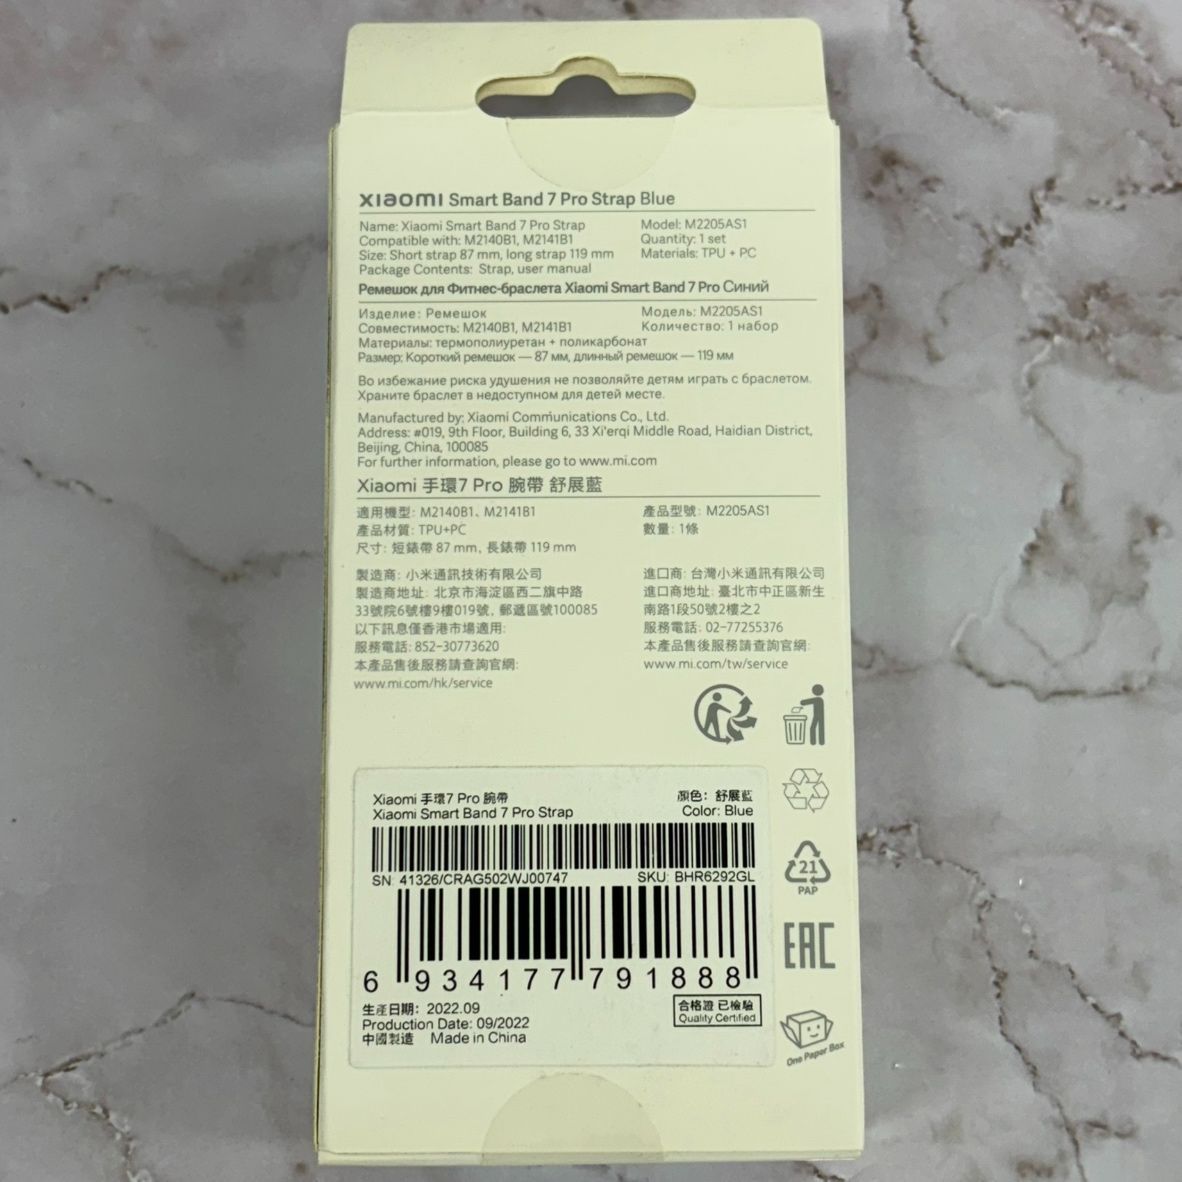 xiaomi Smart Band 7 Pro Strap Blue
Name: Xiaomi Smart Band 7 Pro Strap Model: M2205AS1
Compatible with: M2140B1, M2141B1 Quantity: 1 set
Size: Short strap 87 mm, long strap 119 mm Materials: TPU + PC
Package Contents: Strap, user manual
Ремешок для Фитнес-браслета Xiaomi Smart Band 7 Pro Синий
Изделие: Ремешок Модель: M2205AS1
Совместимость: M2140B1, M2141B1 Количество: 1 набор
Материалы: термополиуретан + поликарбонат
Размер: Короткий ремешок — 87 мм, длинный ремешок — 119 мм
Во избежание риска удушения не позволяйте детям играть с браслетом.
Храните браслет в недоступном для детей месте.
Manufactured by: Xiaomi Communications Co., Ltd.
Address: #019, 9th Floor, Building 6, 33 Xi'erqi Middle Road, Haidian District,
Beijing, China, 100085
For further information, please go to www.mi.com
Xiaomi 手環7 Pro 腕帶 舒展藍
適用機型: M2140B1、M2141B1 產品型號: M2205AS1
產品材質: TPU+PC 數量: 1條
尺寸: 短錶帶 87 mm, 長錶帶 119 mm
製造商: 小米通訊技術有限公司
製造商地址: 北京市海淀區西二旗中路
33號院6號樓9樓019號, 郵遞區號100085
以下訊息僅香港市場適用:
服務電話: 852-30773620
本產品售後服務請查詢官網:
www.mi.com/hk/service
進口商: 台灣小米通訊有限公司
進口商地址: 臺北市中正區新生
南路1段50號2樓之2
服務電話: 02-77255376
本產品售後服務請查詢官網:
www.mi.com/tw/service
Xiaomi 手環7 Pro 腕帶 顏色: 舒展藍
Xiaomi Smart Band 7 Pro Strap Color: Blue
SN: 41326/CRAG502WJ00747 SKU: BHR6292GL
6 934177 791888
生產日期: 2022.09
Production Date: 09/2022
中國製造 Made in China
合格證 已檢驗
Quality Certified
21
PAP
EAC
One Paper Box